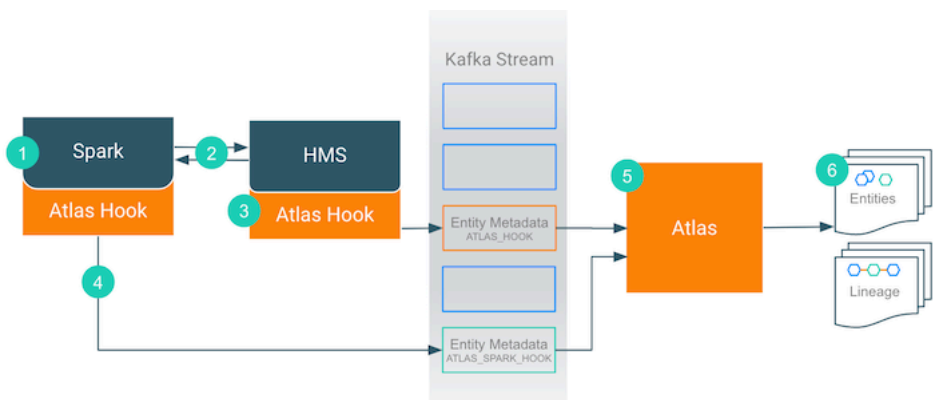 Kafka Stream
1
Spark
Atlas Hook
2
HMS
3
Atlas Hook
4
Entity Metadata
ATLAS_HOOK
Entity Metadata
ATLAS_SPARK_HOOK
5
Atlas
6
Entities
Lineage